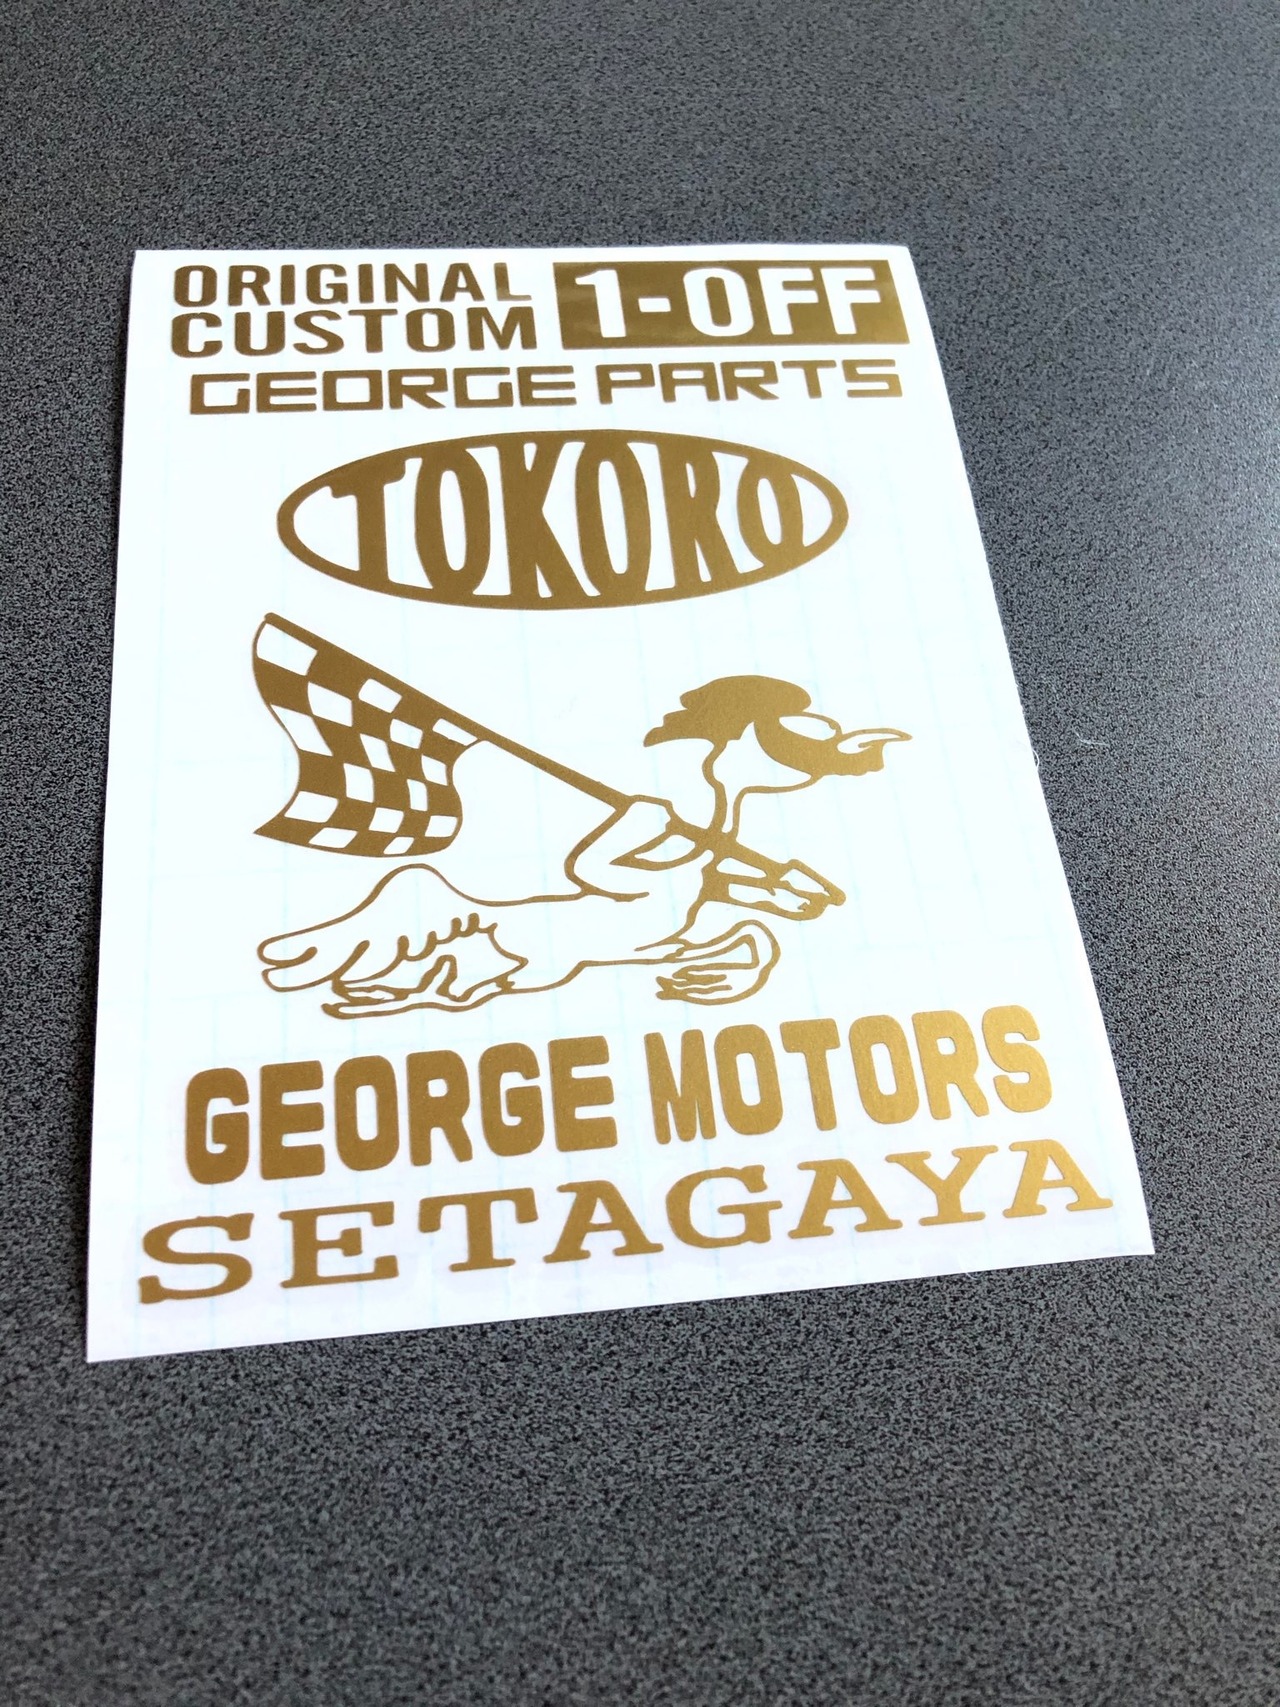 ORIGINAL CUSTOM 1-OFF
GEORGE PARTS
TOKORO
GEORGE MOTORS
SETAGAYA